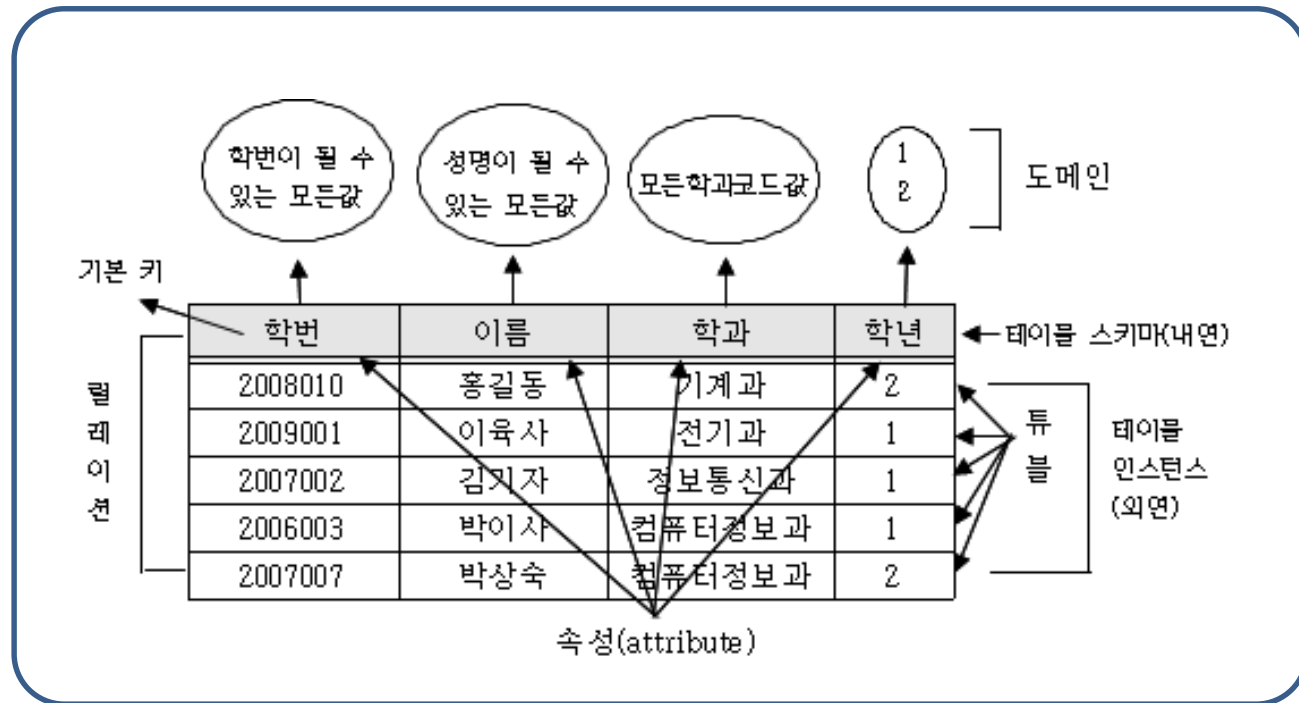 학번이 될 수
있는 모든값
성명이 될 수
있는 모든값
모든학과코드값
1
2
도메인
기본 키
학번 이름 학과 학년
테이블 스키마(내연)
2008010 홍길동 기계과 2
2009001 이육사 전기과 1
2007002 김기자 정보통신과 1
2006003 박이사 컴퓨터정보과 1
2007007 박상숙 컴퓨터정보과 2
릴
레
이
션
튜
블
테이블
인스턴스
(외연)
속성(attribute)